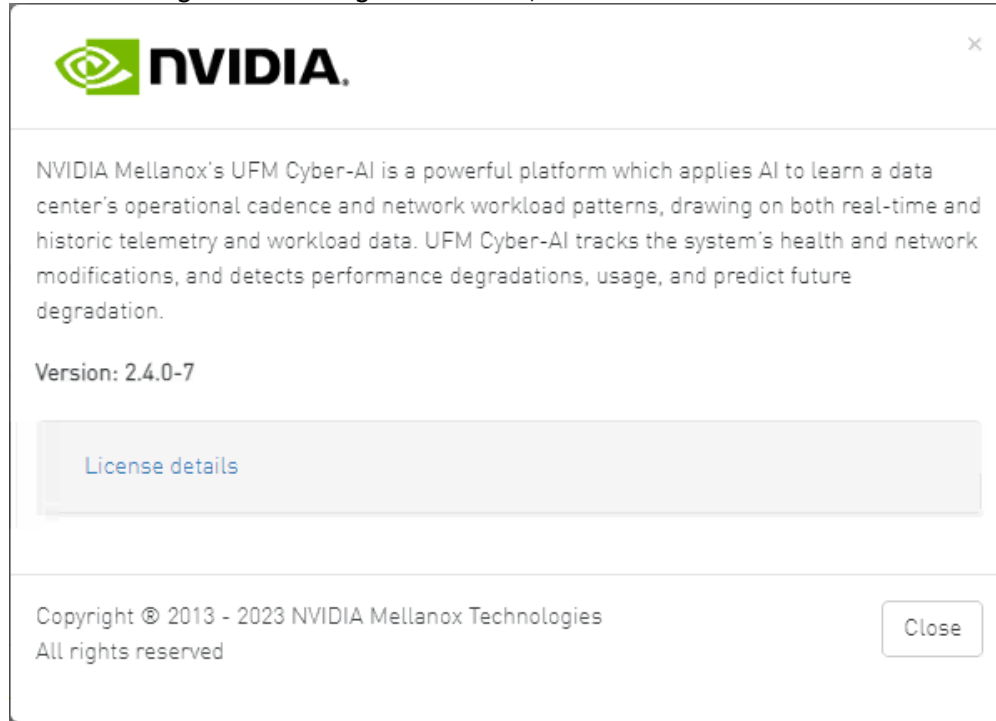 nVIDIA.
×
NVIDIA Mellanox's UFM Cyber-AI is a powerful platform which applies AI to learn a data
center's operational cadence and network workload patterns, drawing on both real-time and
historic telemetry and workload data. UFM Cyber-AI tracks the system's health and network
modifications, and detects performance degradations, usage, and predict future
degradation.
Version: 2.4.0-7
License details
Copyright ® 2013 - 2023 NVIDIA Mellanox Technologies
All rights reserved
Close